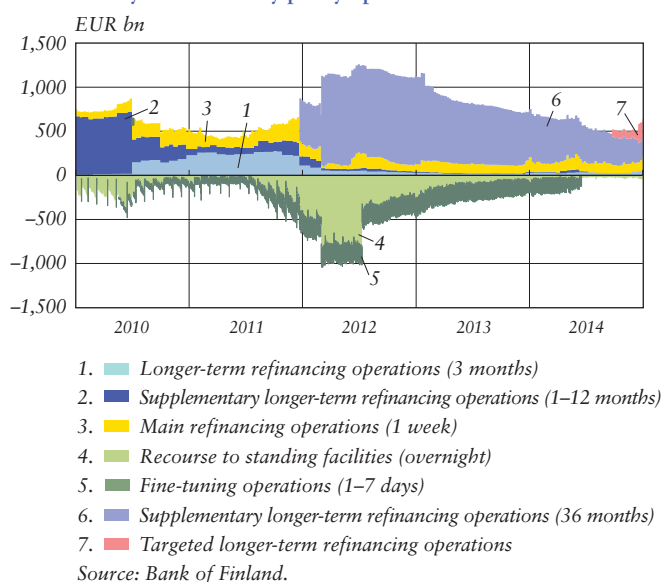 EUR bn
1,500
1,000
500
0
–500
–1,000
–1,500
2
3
1
6
7
4
5
2010 2011 2012 2013 2014
1. Longer-term refinancing operations (3 months)
2. Supplementary longer-term refinancing operations (1–12 months)
3. Main refinancing operations (1 week)
4. Recourse to standing facilities (overnight)
5. Fine-tuning operations (1–7 days)
6. Supplementary longer-term refinancing operations (36 months)
7. Targeted longer-term refinancing operations
Source: Bank of Finland.